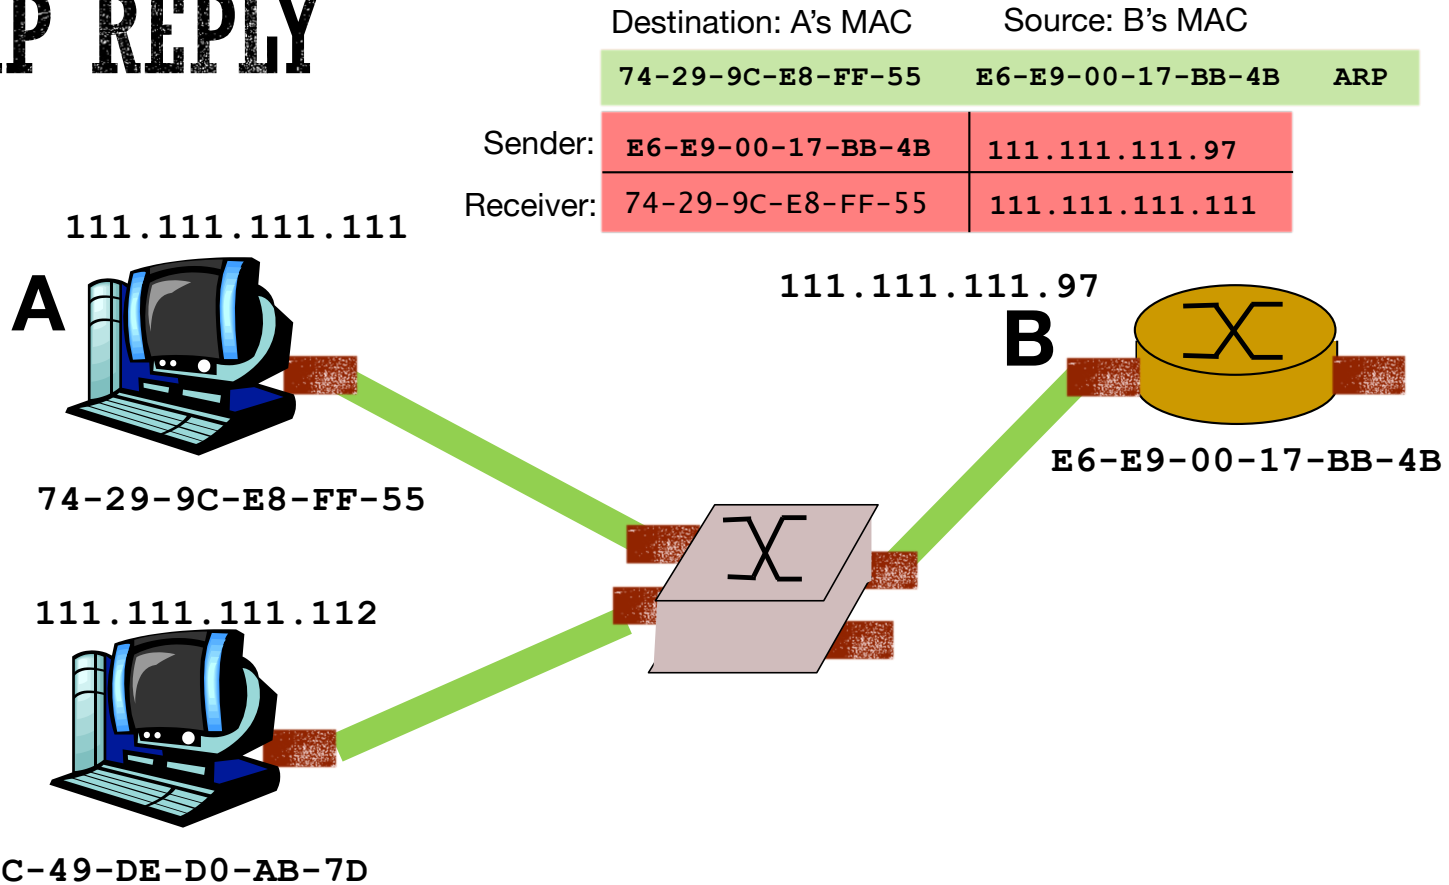 P REPLY
Destination: A's MAC Source: B's MAC
74-29-9C-E8-FF-55 E6-E9-00-17-BB-4B ARP
Sender: E6-E9-00-17-BB-4B 111.111.111.97
Receiver: 74-29-9C-E8-FF-55 111.111.111.111
111.111.111.111
A
111.111.111.97
B
E6-E9-00-17-BB-4B
74-29-9C-E8-FF-55
111.111.111.112
C-49-DE-D0-AB-7D